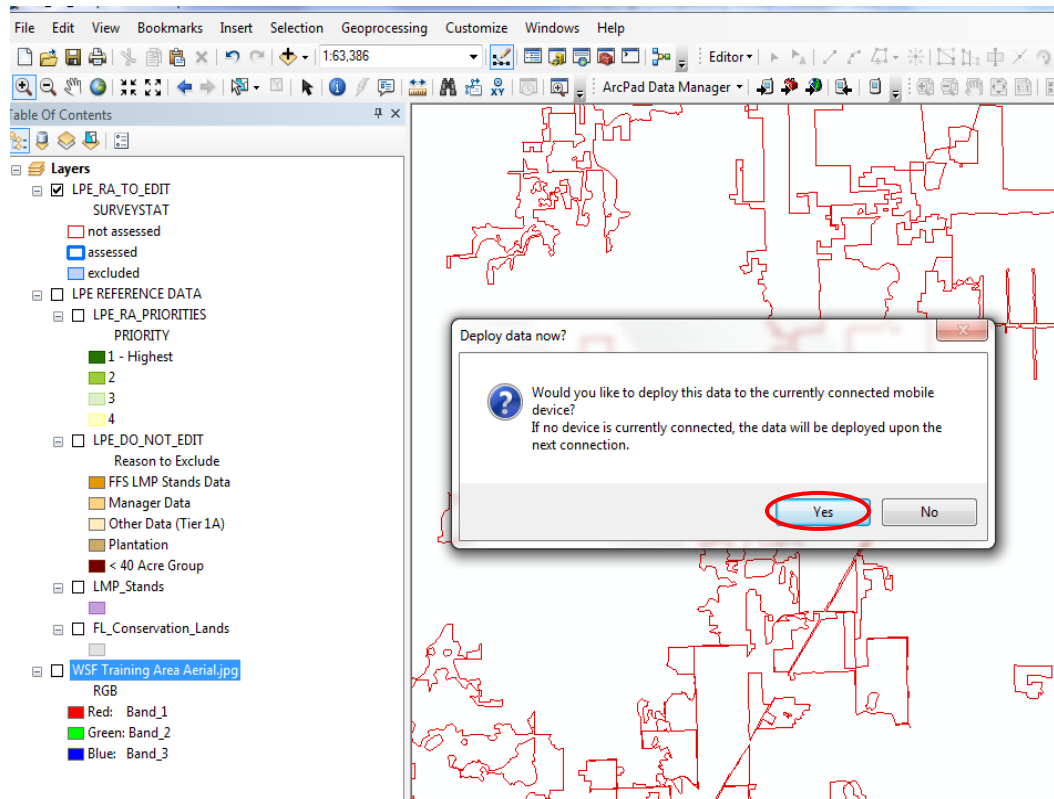 File Edit View Bookmarks Insert Selection Geoprocessing Customize Windows Help
1:63,386 Editor
ArcPad Data Manager
Table Of Contents
Layers
LPE_RA_TO_EDIT
SURVEYSTAT
not assessed
assessed
excluded
LPE REFERENCE DATA
LPE_RA_PRIORITIES
PRIORITY
1 - Highest
2
3
4
LPE_DO_NOT_EDIT
Reason to Exclude
FFS LMP Stands Data
Manager Data
Other Data (Tier 1A)
Plantation
< 40 Acre Group
LMP_Stands
FL_Conservation_Lands
WSF Training Area Aerial.jpg
RGB
Red: Band_1
Green: Band_2
Blue: Band_3
Deploy data now?
Would you like to deploy this data to the currently connected mobile
device?
If no device is currently connected, the data will be deployed upon the
next connection.
Yes No